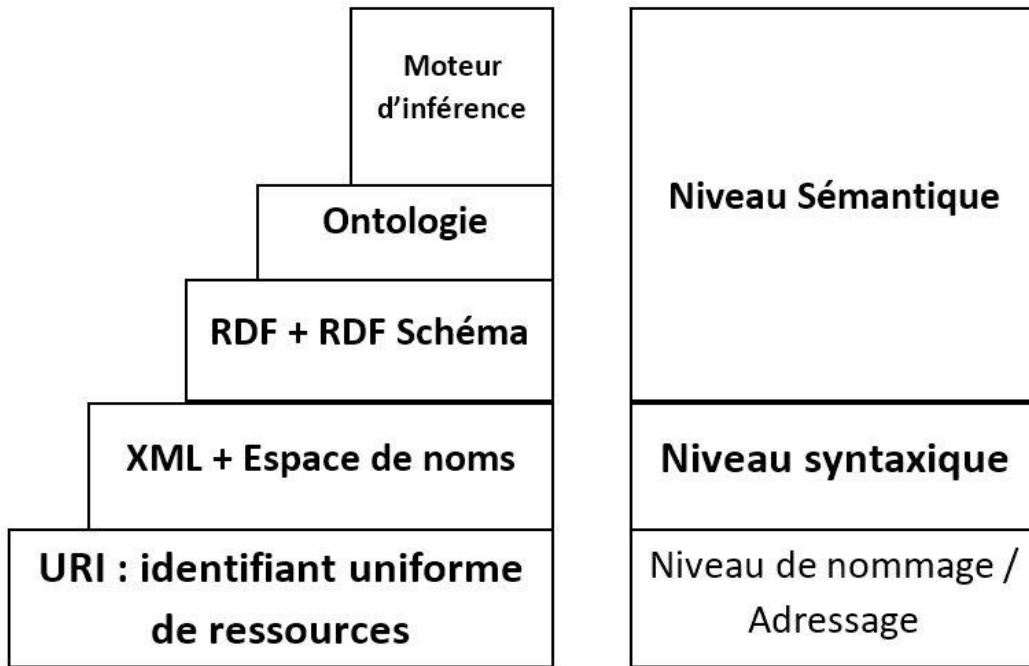 Moteur
d’inférence
Ontologie
Niveau Sémantique
RDF + RDF Schéma
XML + Espace de noms
Niveau syntaxique
URI : identifiant uniforme
de ressources
Niveau de nommage /
Adressage